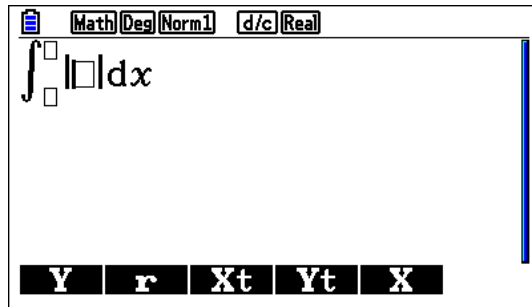 Math Deg Norm1 d/c Real
∫□□|□|dx
Y r Xt Yt X